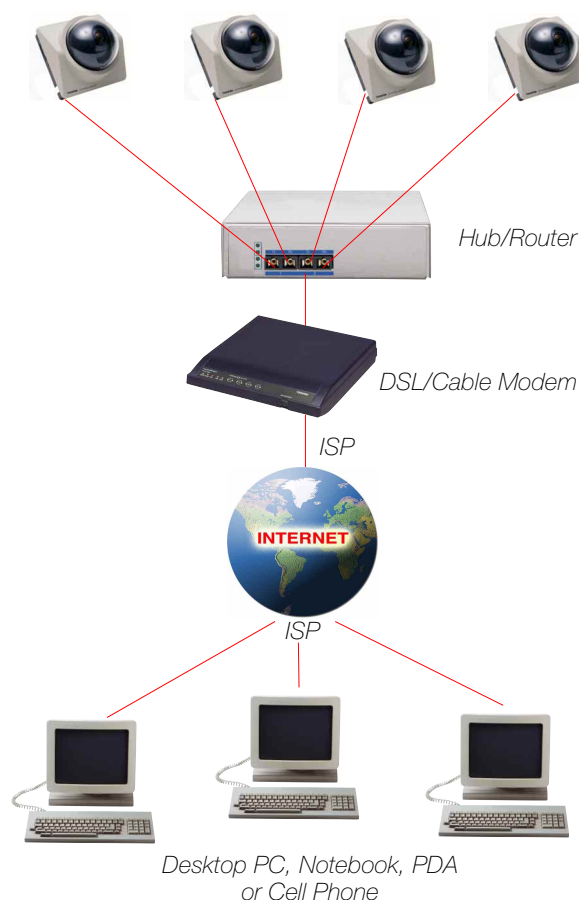 Hub/Router
DSL/Cable Modem
ISP
INTERNET
ISP
Desktop PC, Notebook, PDA
or Cell Phone